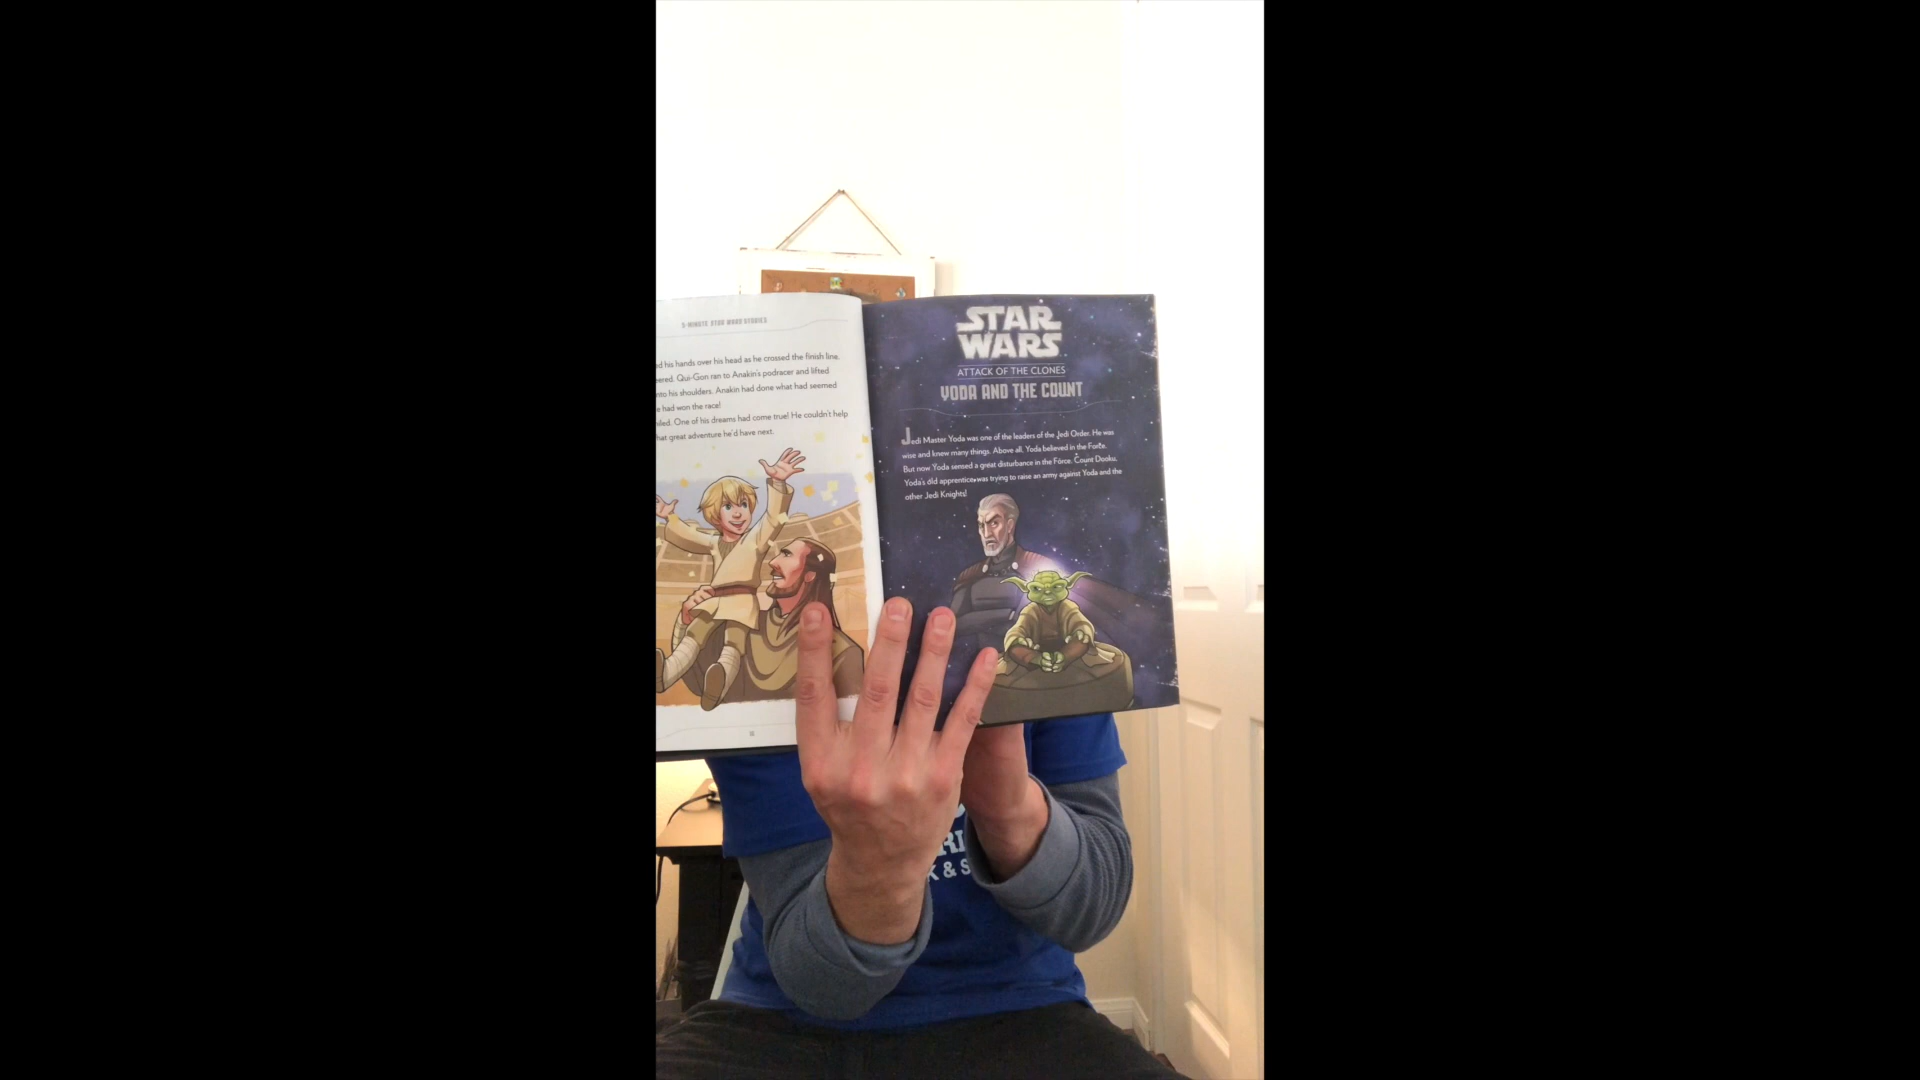 5-MINUTE STAR WARS STORIES
his hands over his head as he crossed the finish line.
Qui-Gon ran to Anakin's podracer and lifted
his shoulders. Anakin had done what had seemed
had won the race!
One of his dreams had come true! He couldn't help
great adventure he'd have next.
STAR
WARS
ATTACK OF THE CLONES
YODA AND THE COUNT
Jedi Master Yoda was one of the leaders of the Jedi Order. He was
wise and knew many things. Above all, Yoda believed in the Force.
But now Yoda sensed a great disturbance in the Force. Count Dooku,
Yoda's old apprentice, was trying to raise an army against Yoda and the
other Jedi Knights!
RI
K & S